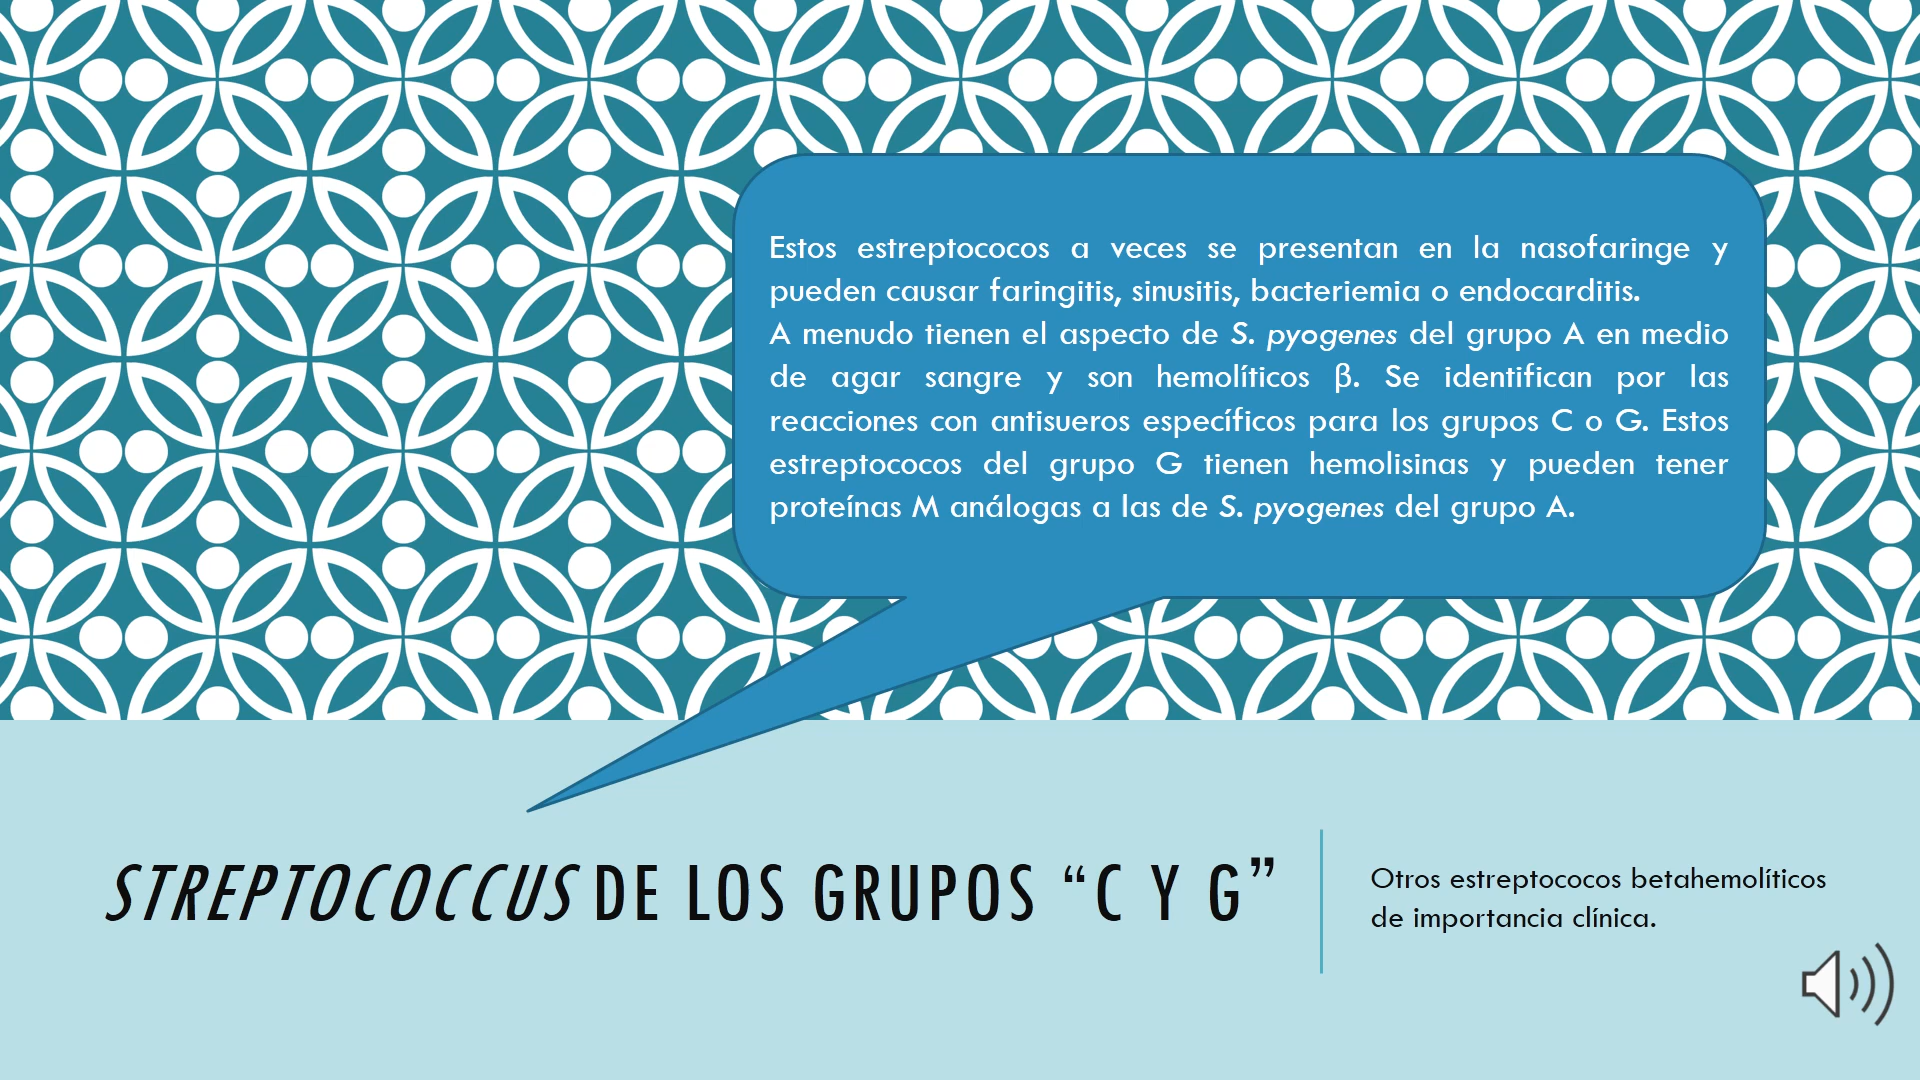 Estos estreptococos a veces se presentan en la nasofaringe y
pueden causar faringitis, sinusitis, bacteriemia o endocarditis.
A menudo tienen el aspecto de S. pyogenes del grupo A en medio
de agar sangre y son hemolíticos β. Se identifican por las
reacciones con antisueros específicos para los grupos C o G. Estos
estreptococos del grupo G tienen hemolisinas y pueden tener
proteínas M análogas a las de S. pyogenes del grupo A.
STREPTOCOCCUS DE LOS GRUPOS “C Y G”
Otros estreptococos betahemolíticos
de importancia clínica.